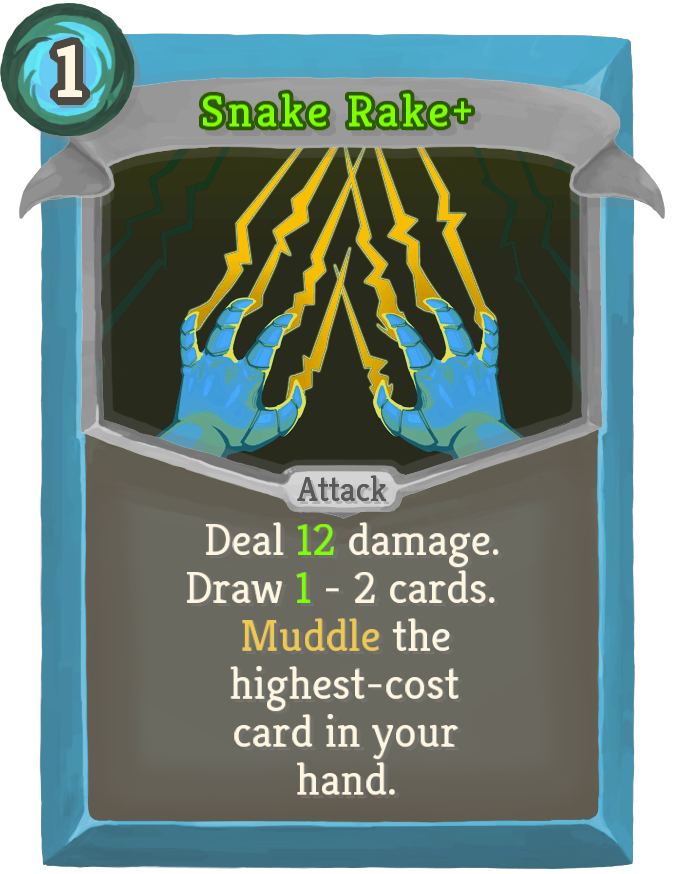 1
Snake Rake+
Attack
Deal 12 damage.
Draw 1 - 2 cards.
Muddle the
highest-cost
card in your
hand.